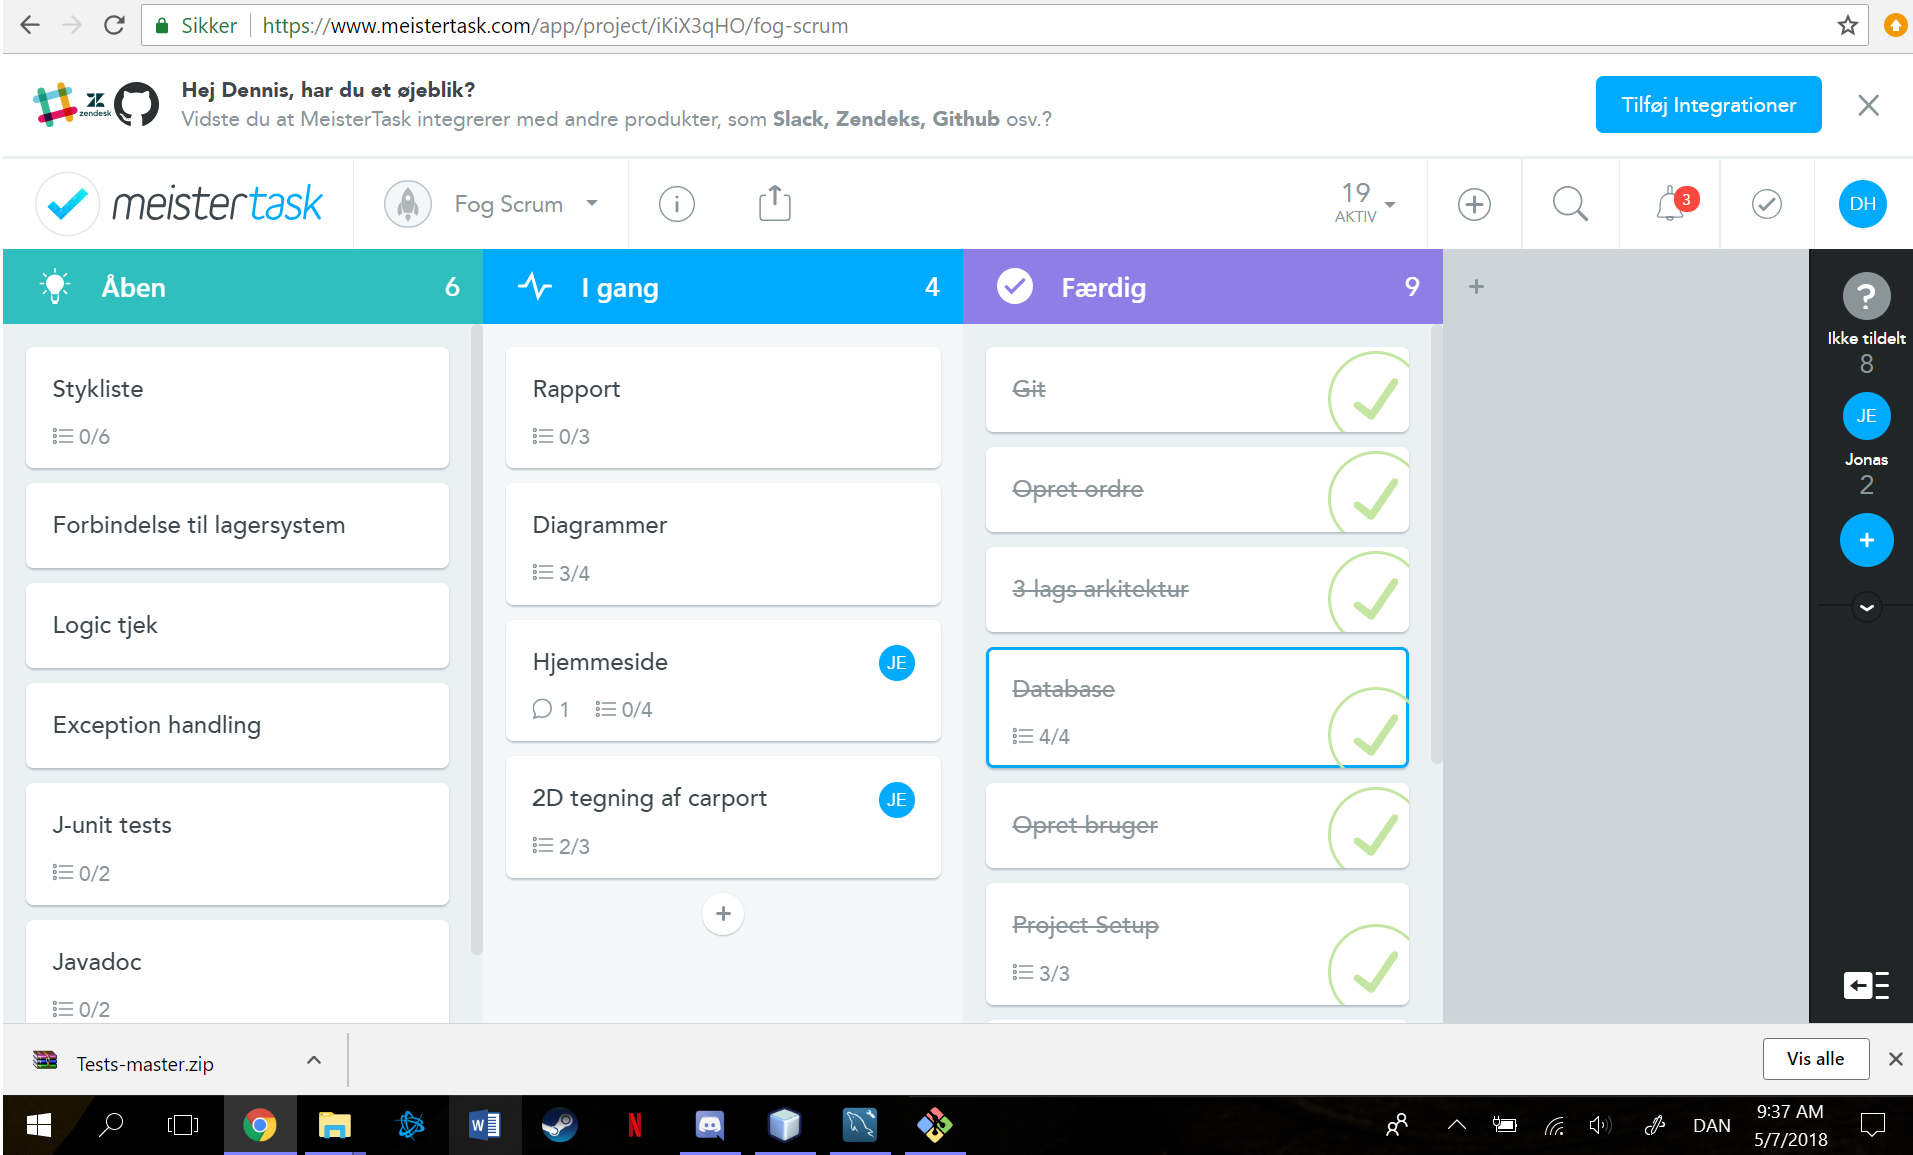 Sikker https://www.meistertask.com/app/project/iKiX3qHO/fog-scrum
zendesk
Hej Dennis, har du et øjeblik?
Vidste du at MeisterTask integrerer med andre produkter, som Slack, Zendeks, Github osv.?
Tilføj Integrationer
meistertask
Fog Scrum
19
AKTIV
3
DH
Åben 6
Stykliste
0/6
Forbindelse til lagersystem
Logic tjek
Exception handling
J-unit tests
0/2
Javadoc
0/2
I gang 4
Rapport
0/3
Diagrammer
3/4
Hjemmeside
JE
1 0/4
2D tegning af carport
JE
2/3
+
Færdig 9
Git
Opret ordre
3 lags arkitektur
Database
4/4
Opret bruger
Project Setup
3/3
+
?
Ikke tildelt
8
JE
Jonas
2
+
Tests-master.zip
Vis alle
DAN
9:37 AM
5/7/2018